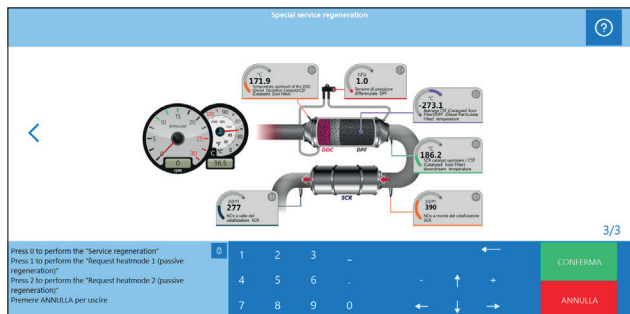 Special service regeneration
°C
171.9
Temperature upstream of the DOC
(Diesel Oxidative Catalyst)/CSF
(Catalyzed Soot Filter)
hPa
1.0
Sensore di pressione
differenziale DPF
°C
-273.1
Average CSF (Catalyzed Soot
Filter)/DPF (Diesel Particulate
Filter) temperature
°C
186.2
SCR catalyst upstream / CSF
(Catalyzed Soot Filter)
downstream temperature
DOC
DPF
SCR
0
rpm
36.5
ppm
277
NOx a valle del
catalizzatore SCR
ppm
390
NOx a monte del catalizzatore
SCR
3/3
Press 0 to perform the "Service regeneration"
Press 1 to perform the "Request heatmode 1 (passive
regeneration)"
Press 2 to perform the "Request heatmode 2 (passive
regeneration)"
Premere ANNULLA per uscire
1 2 3 _
4 5 6 . - +
7 8 9 0
CONFERMA
ANNULLA